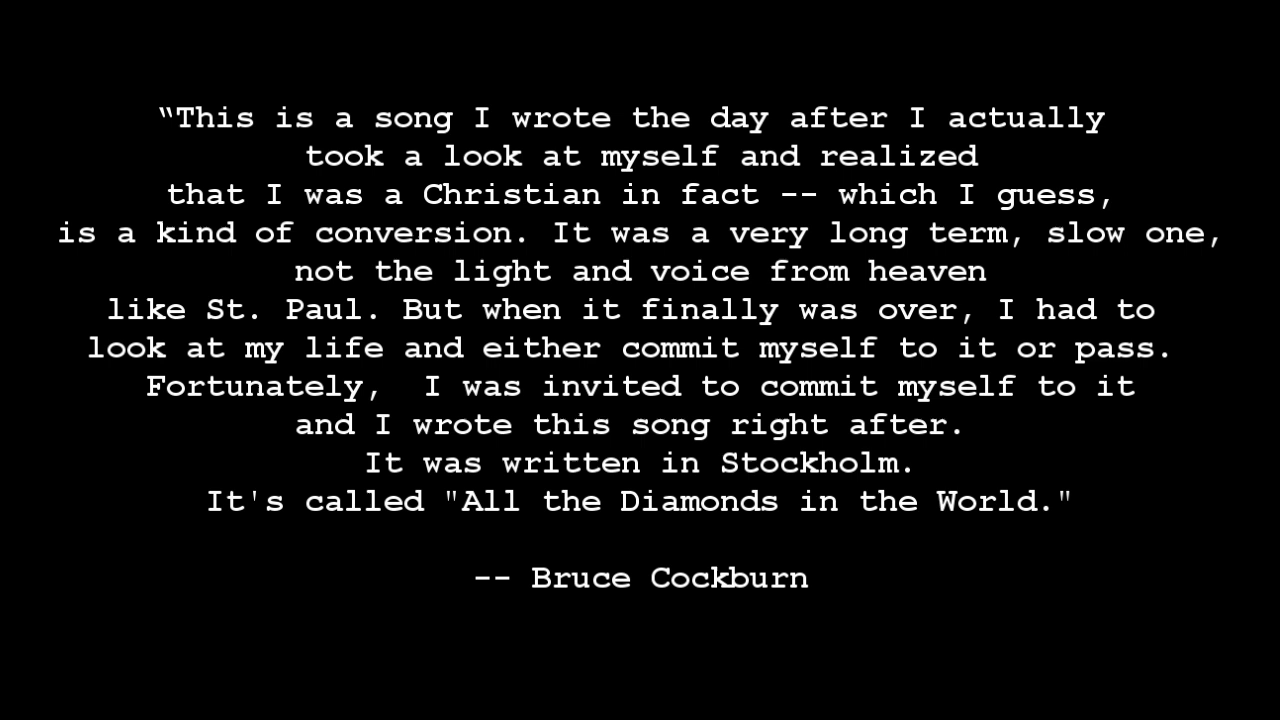 “This is a song I wrote the day after I actually
took a look at myself and realized
that I was a Christian in fact -- which I guess,
is a kind of conversion. It was a very long term, slow one,
not the light and voice from heaven
like St. Paul. But when it finally was over, I had to
look at my life and either commit myself to it or pass.
Fortunately,  I was invited to commit myself to it
and I wrote this song right after.
It was written in Stockholm.
It's called "All the Diamonds in the World."
-- Bruce Cockburn